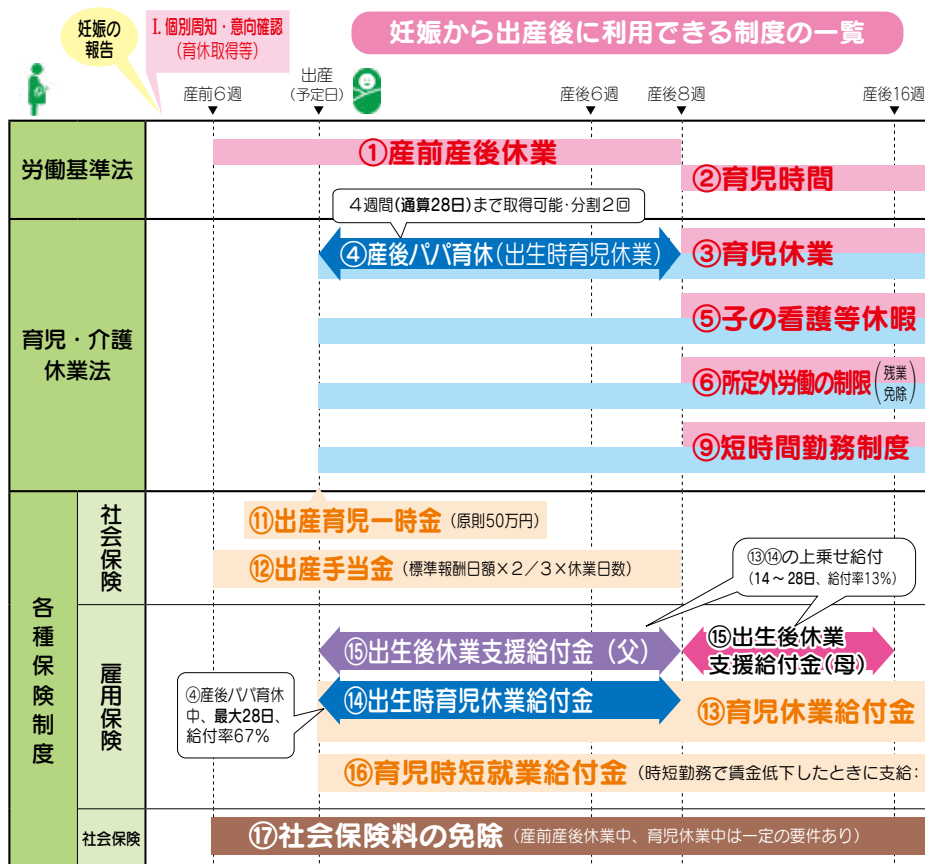 妊娠の
報告
I. 個別周知・意向確認
(育休取得等)
妊娠から出産後に利用できる制度の一覧
産前6週
出産
(予定日)
産後6週
産後8週
産後16週
労働基準法
①産前産後休業
②育児時間
育児・介護
休業法
4週間(通算28日)まで取得可能・分割2回
④産後パパ育休(出生時育児休業)
③育児休業
⑤子の看護等休暇
⑥所定外労働の制限(残業
免除)
⑨短時間勤務制度
各種保険制度
社会保険
⑪出産育児一時金 (原則50万円)
⑫出産手当金 (標準報酬日額×2/3×休業日数)
⑬⑭の上乗せ給付
(14~28日、給付率13%)
雇用保険
⑮出生後休業支援給付金(父)
⑮出生後休業
支援給付金(母)
④産後パパ育休
中、最大28日、
給付率67%
⑭出生時育児休業給付金
⑬育児休業給付金
⑯育児時短就業給付金 (時短勤務で賃金低下したときに支給:
社会保険
⑰社会保険料の免除 (産前産後休業中、育児休業中は一定の要件あり)